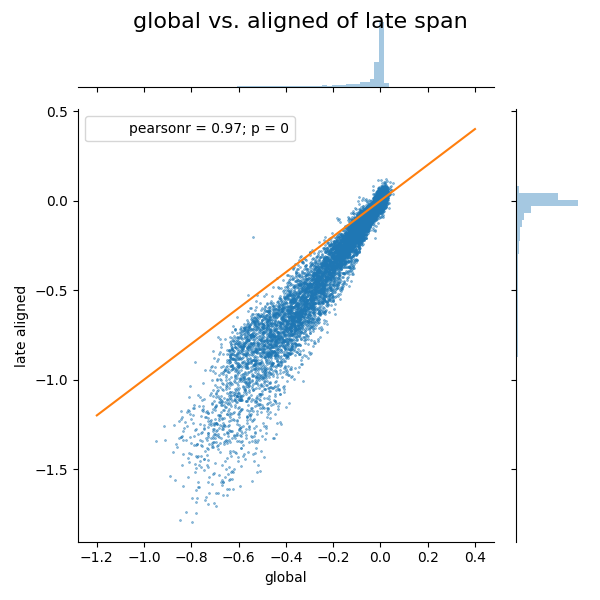 global vs. aligned of late span
pearsonr = 0.97; p = 0
0.5
0.0
−0.5
−1.0
−1.5
late aligned
−1.2 −1.0 −0.8 −0.6 −0.4 −0.2 0.0 0.2 0.4
global